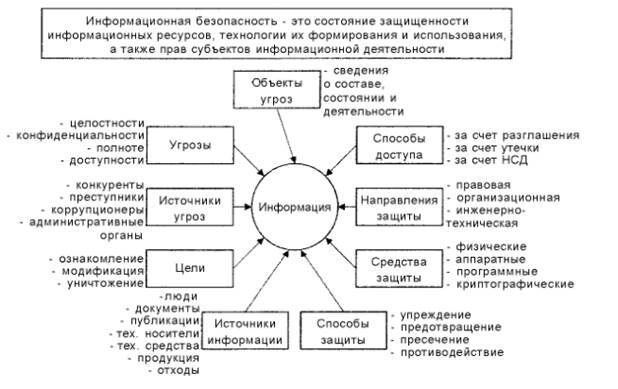 Информационная безопасность - это состояние защищенности
информационных ресурсов, технологии их формирования и использования,
а также прав субъектов информационной деятельности
Объекты
угроз
- сведения
о составе,
состоянии и
деятельности
- целостности
- конфиденциальности
- полноте
- доступности
Угрозы
Способы
доступа
- за счет разглашения
- за счет утечки
- за счет НСД
- конкуренты
- преступники
- коррупционеры
- административные
органы
Источники
угроз
Информация
Направления
защиты
- правовая
- организационная
- инженерно-
техническая
- ознакомление
- модификация
- уничтожение
Цели
Средства
защиты
- физические
- аппаратные
- программные
- криптографические
- люди
- документы
- публикации
- тех. носители
- тех. средства
- продукция
- отходы
Источники
информации
Способы
защиты
- упреждение
- предотвращение
- пресечение
- противодействие